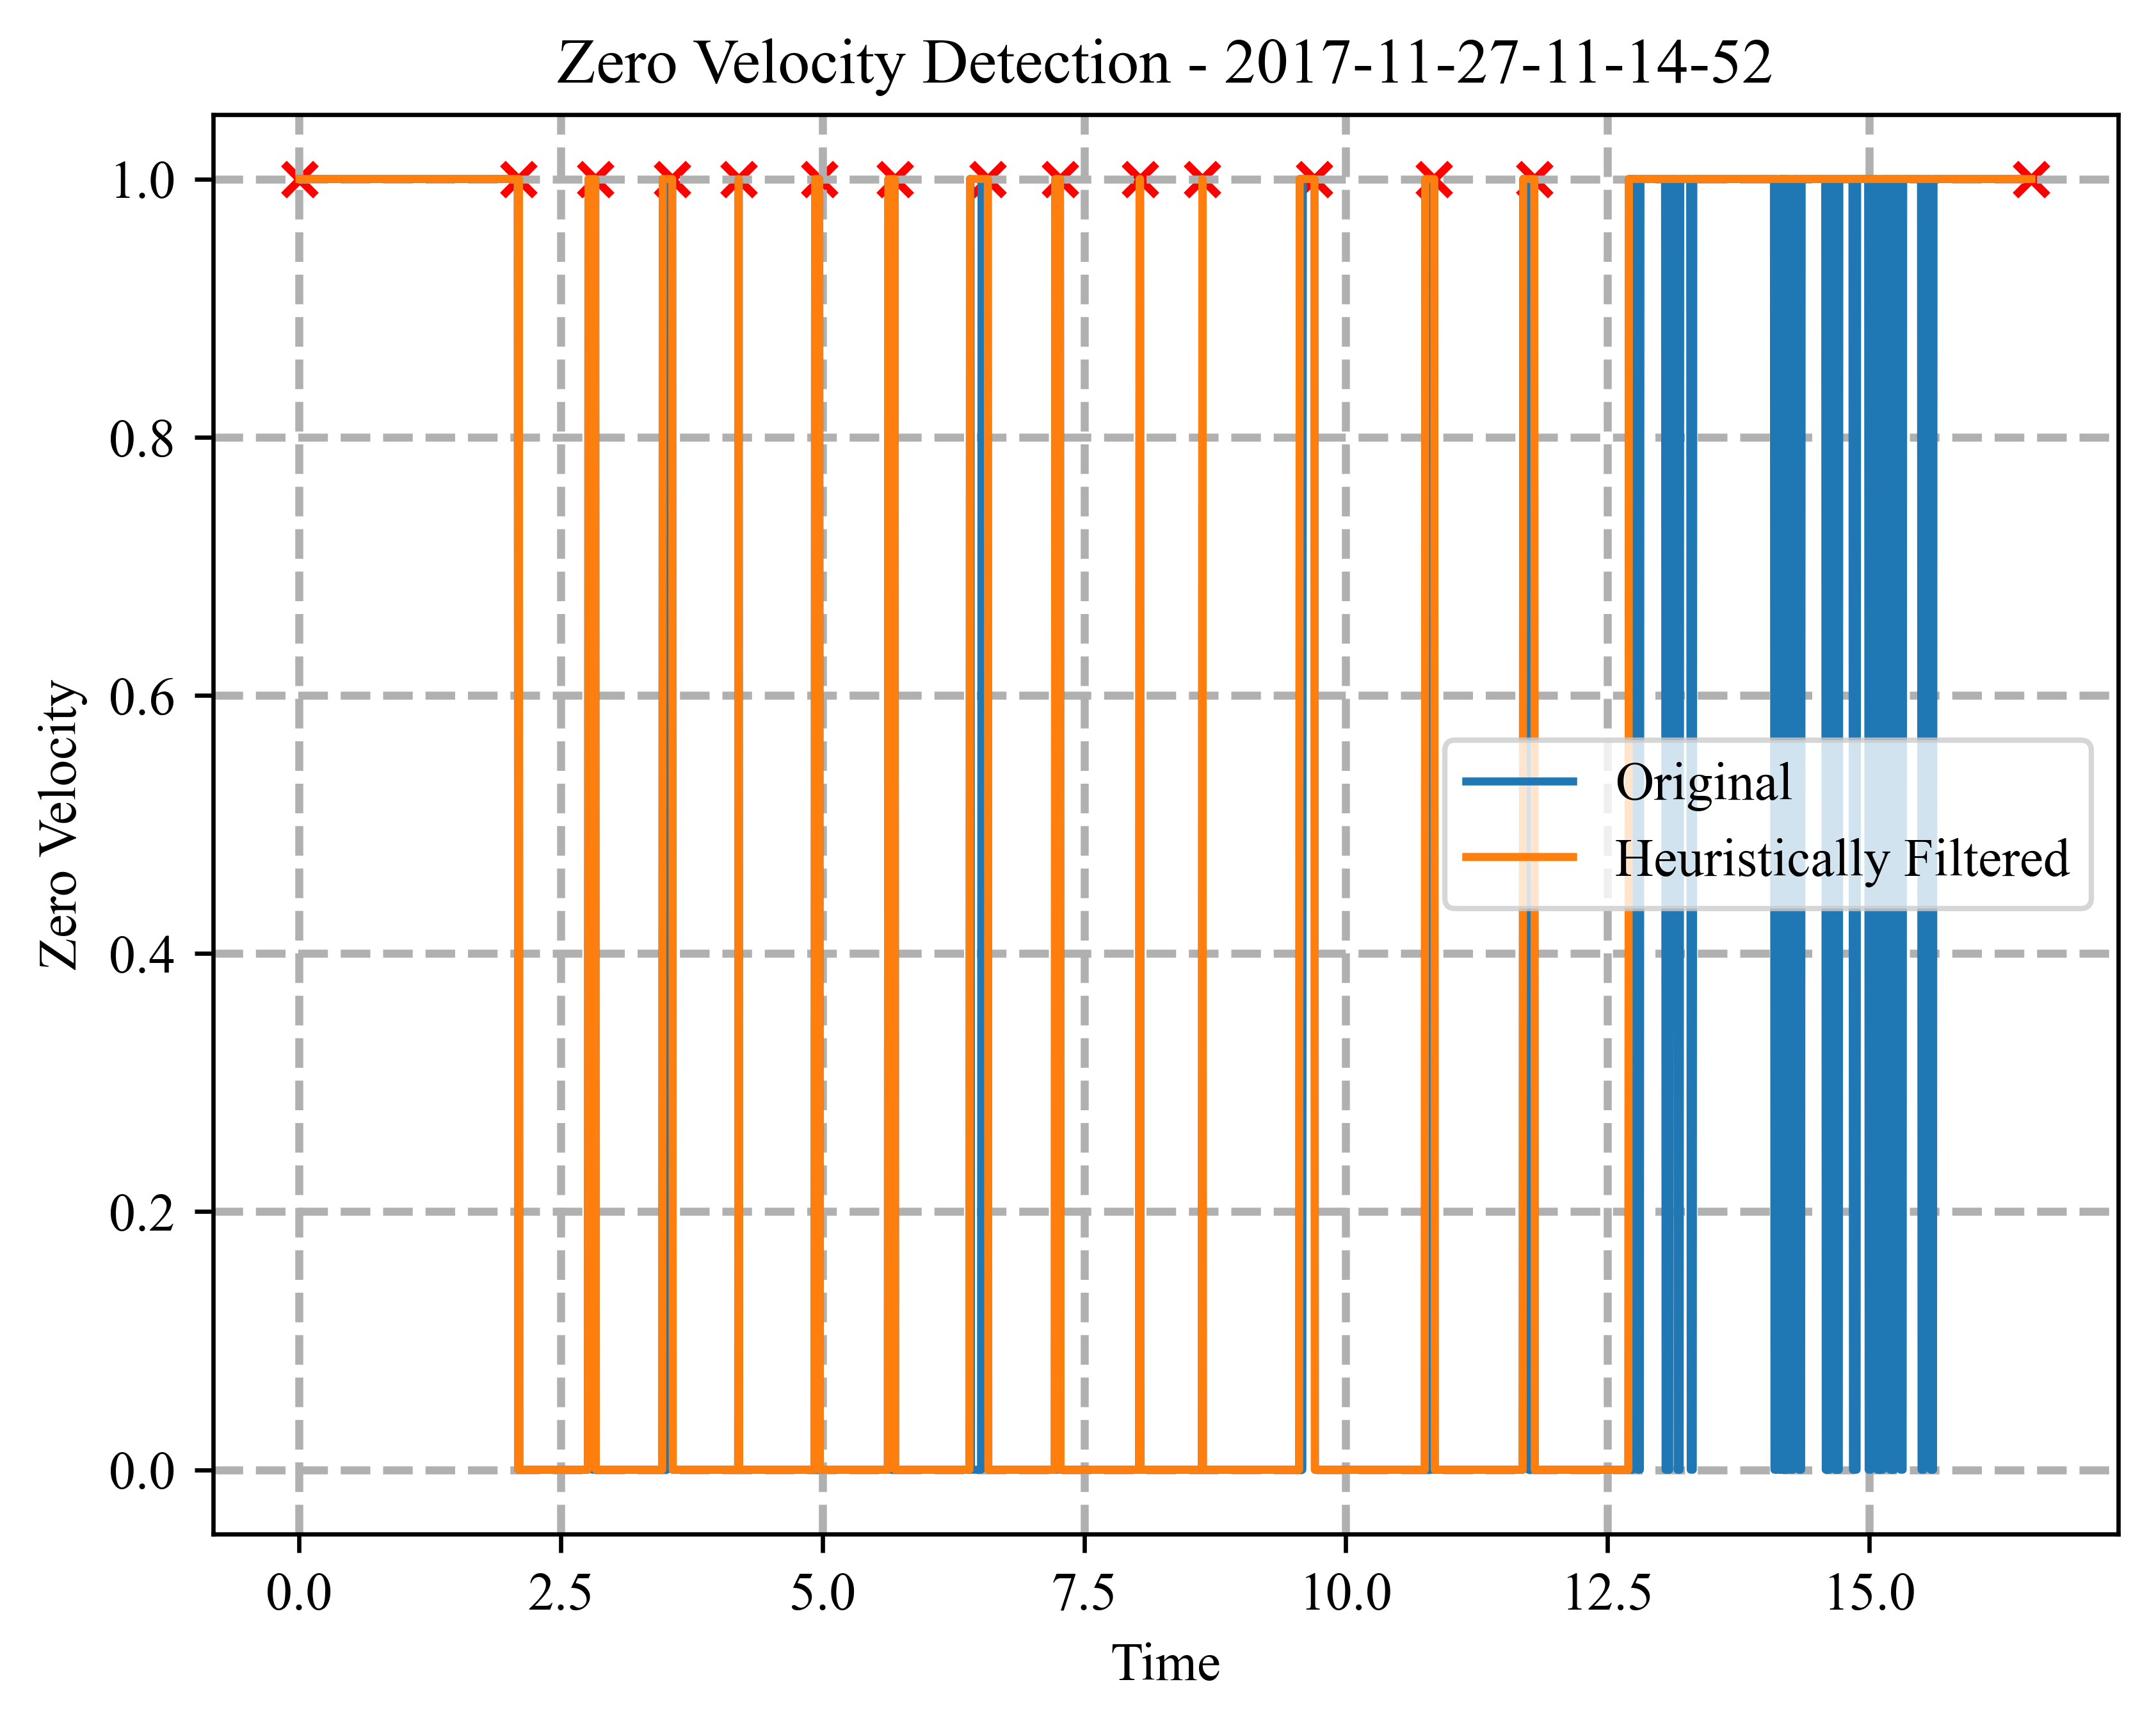 Zero Velocity Detection - 2017-11-27-11-14-52
1.0
0.8
0.6
0.4
0.2
0.0
Zero Velocity
Original
Heuristically Filtered
0.0 2.5 5.0 7.5 10.0 12.5 15.0
Time